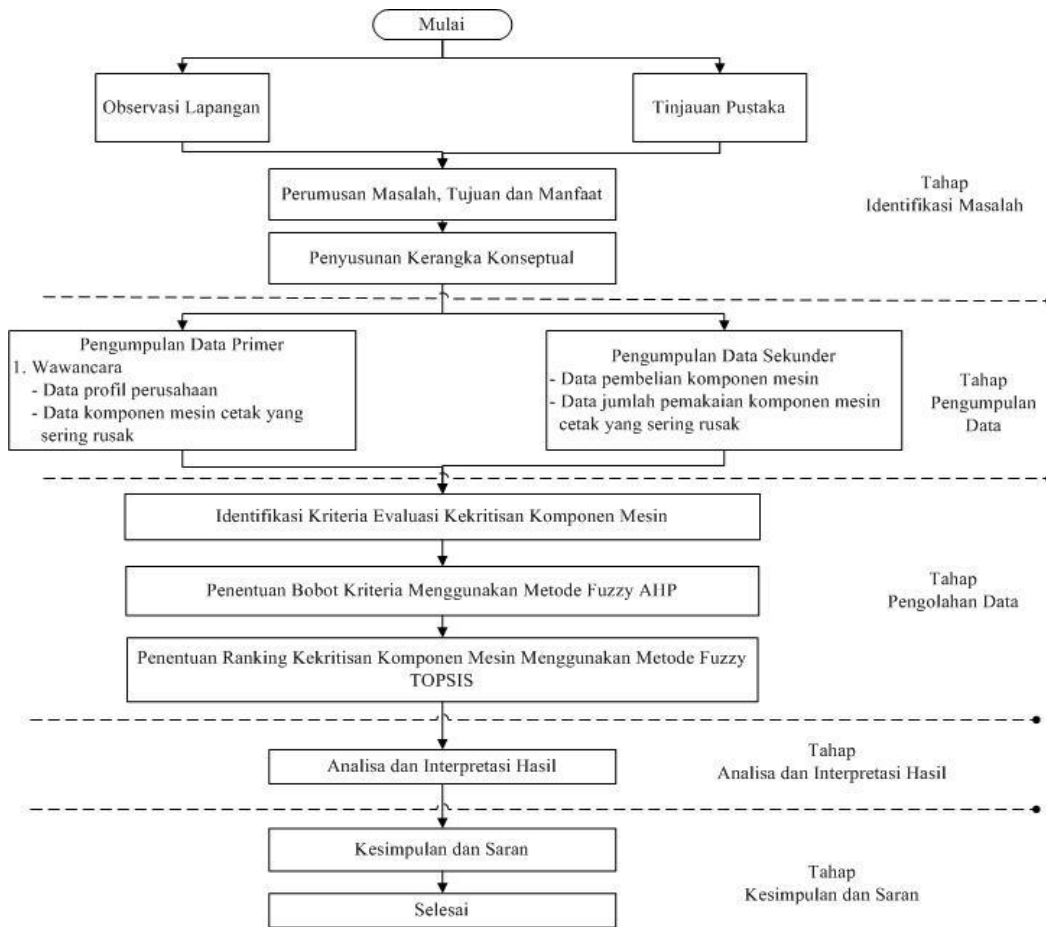 Mulai
Observasi Lapangan
Tinjauan Pustaka
Perumusan Masalah, Tujuan dan Manfaat
Penyusunan Kerangka Konseptual
Tahap
Identifikasi Masalah
Pengumpulan Data Primer
1. Wawancara
- Data profil perusahaan
- Data komponen mesin cetak yang
sering rusak
Pengumpulan Data Sekunder
- Data pembelian komponen mesin
- Data jumlah pemakaian komponen mesin
cetak yang sering rusak
Tahap
Pengumpulan
Data
Identifikasi Kriteria Evaluasi Kekritisan Komponen Mesin
Penentuan Bobot Kriteria Menggunakan Metode Fuzzy AHP
Penentuan Ranking Kekritisan Komponen Mesin Menggunakan Metode Fuzzy
TOPSIS
Tahap
Pengolahan Data
Analisa dan Interpretasi Hasil
Tahap
Analisa dan Interpretasi Hasil
Kesimpulan dan Saran
Selesai
Tahap
Kesimpulan dan Saran